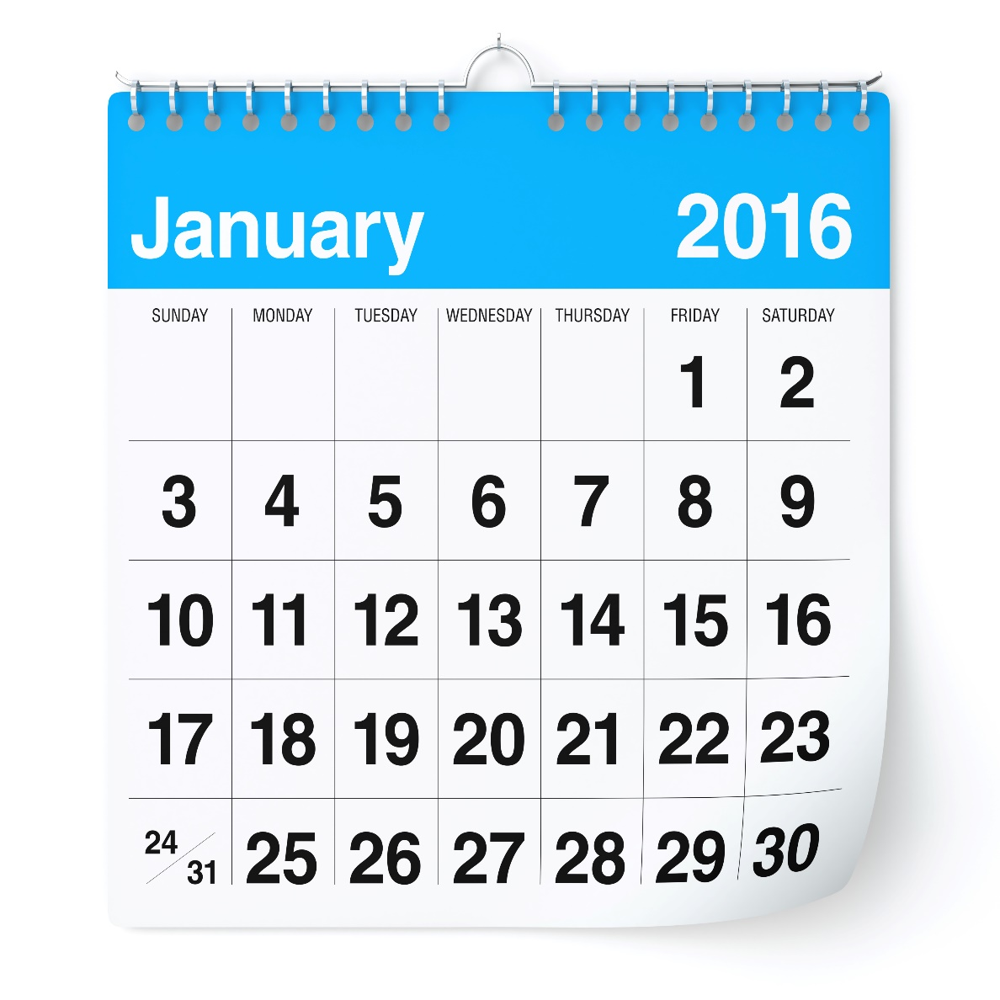 January 2016
SUNDAY MONDAY TUESDAY WEDNESDAY THURSDAY FRIDAY SATURDAY
1 2
3 4 5 6 7 8 9
10 11 12 13 14 15 16
17 18 19 20 21 22 23
24/31 25 26 27 28 29 30